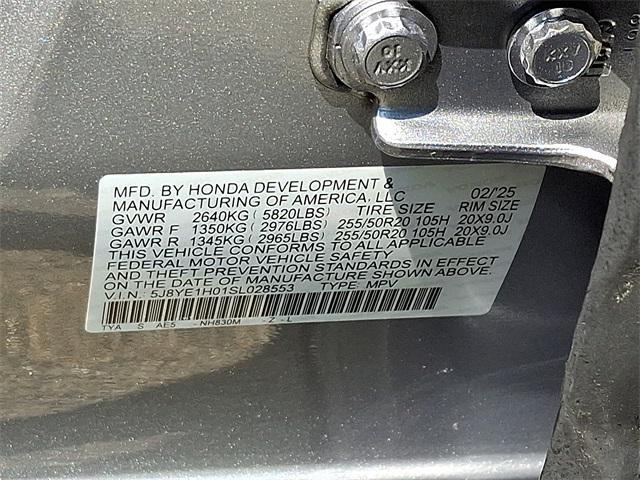 MFD. BY HONDA DEVELOPMENT &
MANUFACTURING OF AMERICA, LLC 02/'25
GVWR 2640KG ( 5820LBS) TIRE SIZE RIM SIZE
GAWR F 1350KG ( 2976LBS) 255/50R20 105H 20X9.0J
GAWR R 1345KG ( 2965LBS) 255/50R20 105H 20X9.0J
THIS VEHICLE CONFORMS TO ALL APPLICABLE
FEDERAL MOTOR VEHICLE SAFETY
AND THEFT PREVENTION STANDARDS IN EFFECT
ON THE DATE OF MANUFACTURE SHOWN ABOVE.
V.I.N.: 5J8YE1H01SL028553 TYPE: MPV
TYA S AE5 - NH830M Z - L